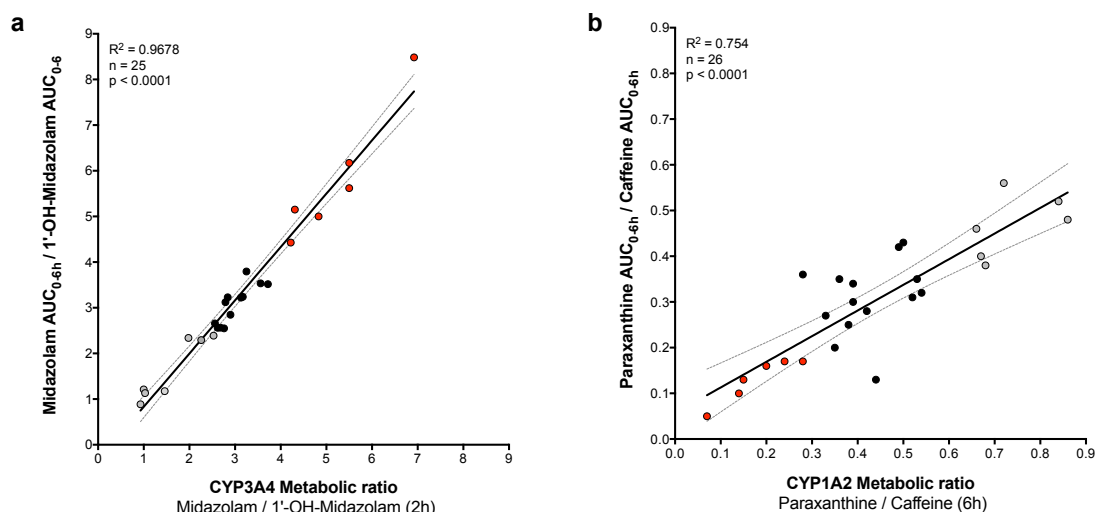 a
R² = 0.9678
n = 25
p < 0.0001
Midazolam AUC₀₋₆ₕ / 1'-OH-Midazolam AUC₀₋₆
9
8
7
6
5
4
3
2
1
0
0 1 2 3 4 5 6 7 8 9
CYP3A4 Metabolic ratio
Midazolam / 1'-OH-Midazolam (2h)
b
R² = 0.754
n = 26
p < 0.0001
Paraxanthine AUC₀₋₆ₕ / Caffeine AUC₀₋₆ₕ
0.9
0.8
0.7
0.6
0.5
0.4
0.3
0.2
0.1
0.0
0.0 0.1 0.2 0.3 0.4 0.5 0.6 0.7 0.8 0.9
CYP1A2 Metabolic ratio
Paraxanthine / Caffeine (6h)